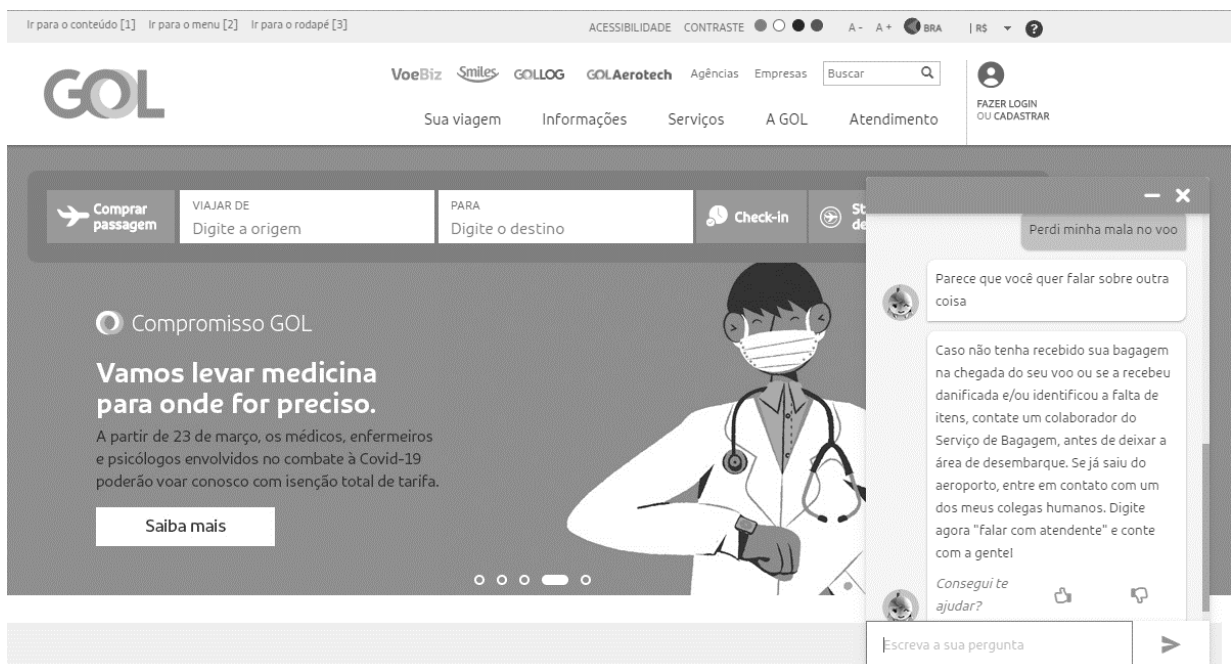 Ir para o conteúdo [1] Ir para o menu [2] Ir para o rodapé [3]
ACESSIBILIDADE CONTRASTE A - A + BRA | R$ ?
GOL
VoeBiz Smiles GOLLOG GOLAerotech Agências Empresas Buscar
FAZER LOGIN
OU CADASTRAR
Sua viagem Informações Serviços A GOL Atendimento
Comprar
passagem
VIAJAR DE
Digite a origem
PARA
Digite o destino
Check-in
St
de
Compromisso GOL
Vamos levar medicina
para onde for preciso.
A partir de 23 de março, os médicos, enfermeiros
e psicólogos envolvidos no combate à Covid-19
poderão voar conosco com isenção total de tarifa.
Saiba mais
Perdi minha mala no voo
Parece que você quer falar sobre outra
coisa
Caso não tenha recebido sua bagagem
na chegada do seu voo ou se a recebeu
danificada e/ou identificou a falta de
itens, contate um colaborador do
Serviço de Bagagem, antes de deixar a
área de desembarque. Se já saiu do
aeroporto, entre em contato com um
dos meus colegas humanos. Digite
agora "falar com atendente" e conte
com a gente!
Consegui te
ajudar?
Escreva a sua pergunta